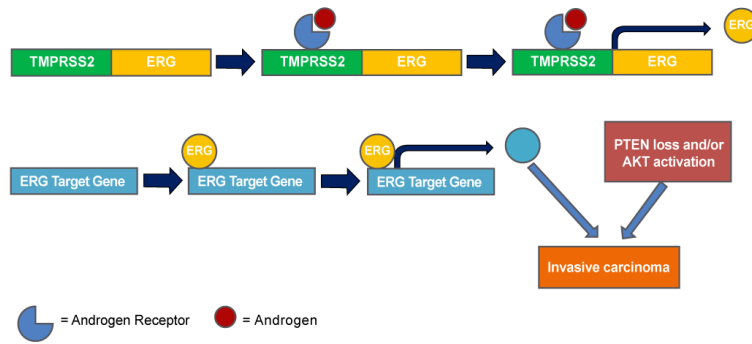 TMPRSS2 ERG TMPRSS2 ERG TMPRSS2 ERG ERG
ERG ERG
ERG Target Gene ERG Target Gene ERG Target Gene
PTEN loss and/or
AKT activation
Invasive carcinoma
= Androgen Receptor = Androgen